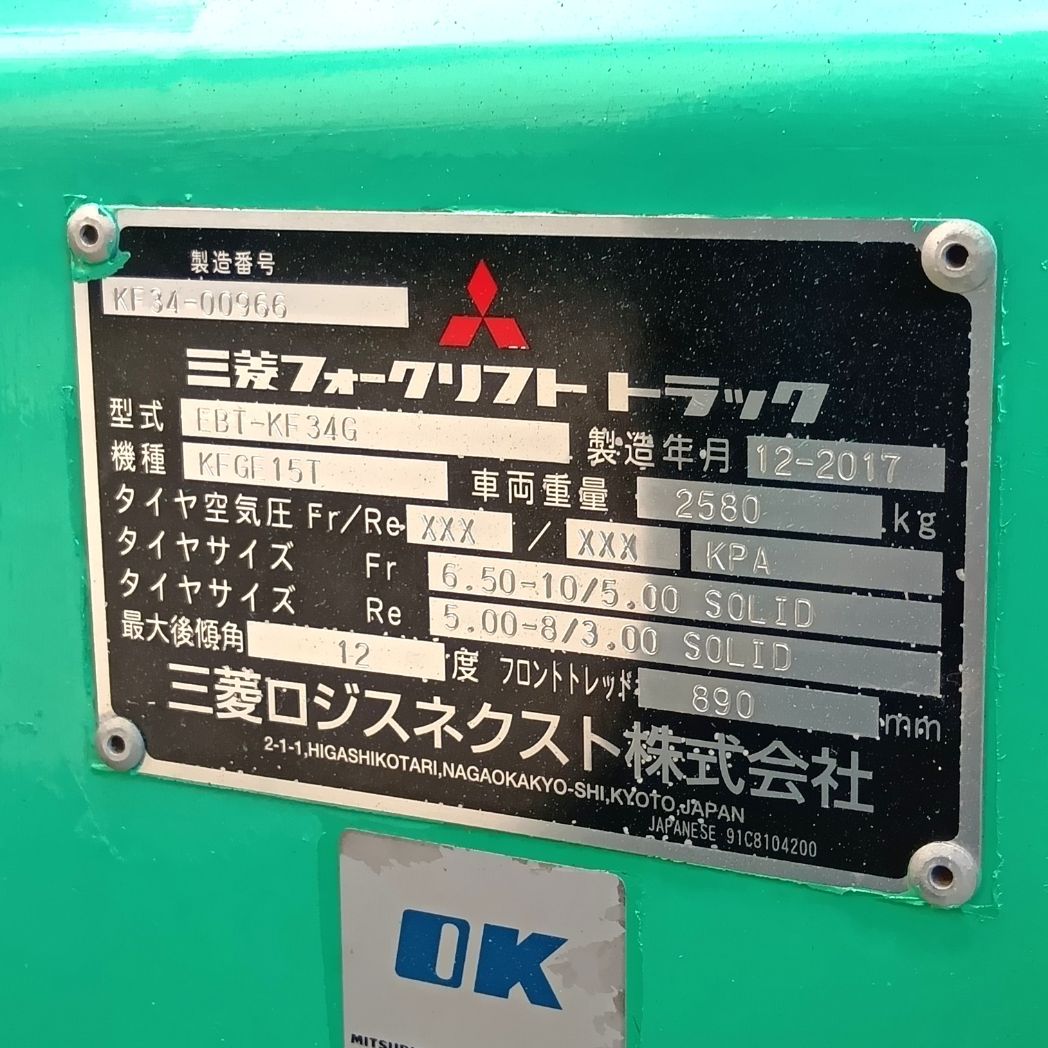 製造番号
KF34-00966
三菱フォークリフト トラック
型式 EBT-KF34G 製造年月 12-2017
機種 KFGF15T 車両重量 2580 kg
タイヤ空気圧 Fr/Re XXX / XXX KPA
タイヤサイズ Fr 6.50-10/5.00 SOLID
タイヤサイズ Re 5.00-8/3.00 SOLID
最大後傾角 12 度 フロントトレッド 890 mm
三菱ロジスネクスト株式会社
2-1-1,HIGASHIKOTARI,NAGAOKAKYO-SHI,KYOTO,JAPAN
JAPANESE 91C8104200
OK